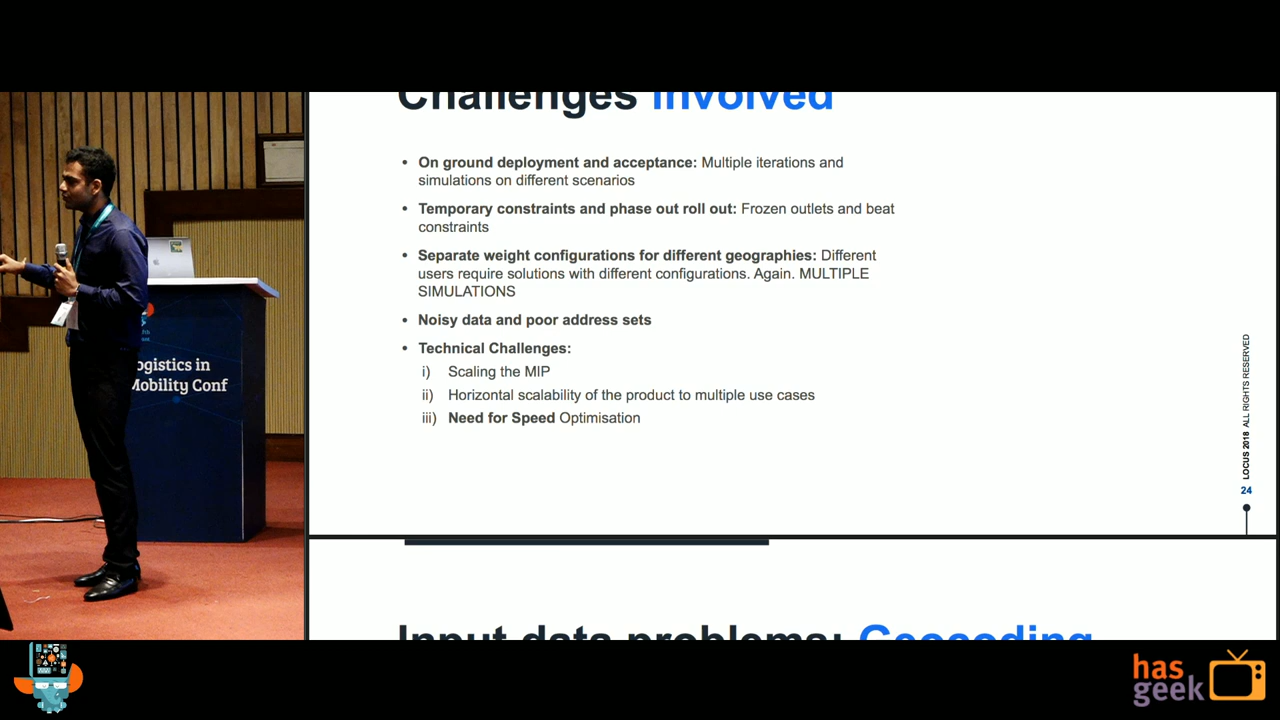 Challenges Involved
• On ground deployment and acceptance: Multiple iterations and
simulations on different scenarios
• Temporary constraints and phase out roll out: Frozen outlets and beat
constraints
• Separate weight configurations for different geographies: Different
users require solutions with different configurations. Again. MULTIPLE
SIMULATIONS
• Noisy data and poor address sets
• Technical Challenges:
i) Scaling the MIP
ii) Horizontal scalability of the product to multiple use cases
iii) Need for Speed Optimisation
LOCUS 2018 ALL RIGHTS RESERVED
24
Input data problems: Geocoding
ogistics in
Mobility Conf
has
geek